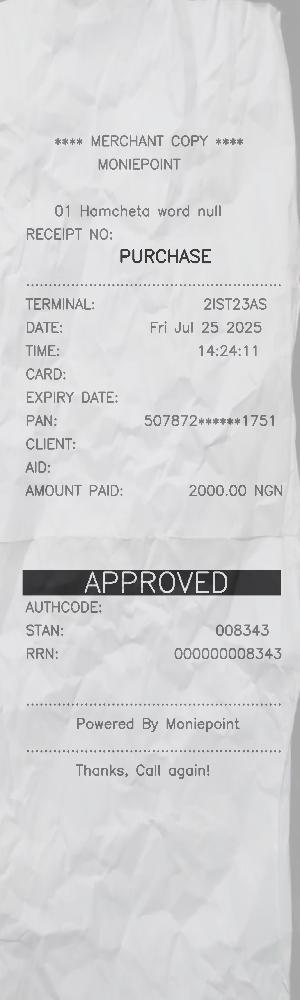 **** MERCHANT COPY ****
MONIEPOINT
01 Hamcheta word null
RECEIPT NO:
PURCHASE
TERMINAL: 2IST23AS
DATE: Fri Jul 25 2025
TIME: 14:24:11
CARD:
EXPIRY DATE:
PAN: 507872******1751
CLIENT:
AID:
AMOUNT PAID: 2000.00 NGN
APPROVED
AUTHCODE:
STAN: 008343
RRN: 000000008343
Powered By Moniepoint
Thanks, Call again!